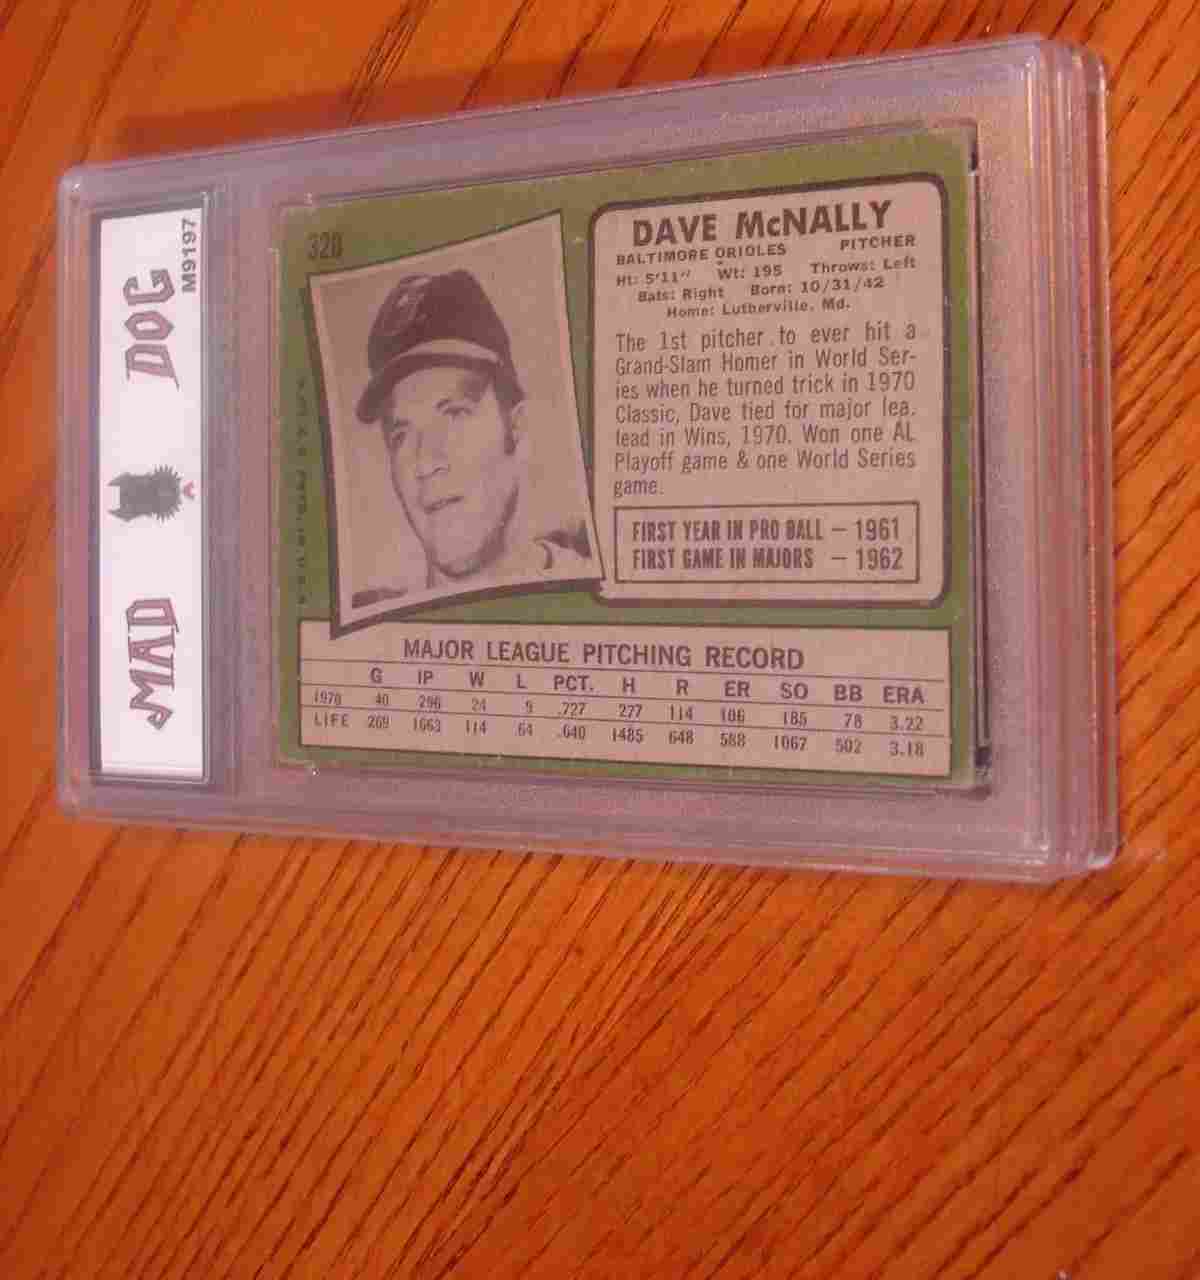 MAD DOG
M9197
320
DAVE McNALLY
BALTIMORE ORIOLES PITCHER
Ht: 5'11" Wt: 195 Throws: Left
Bats: Right Born: 10/31/42
Home: Lutherville, Md.
The 1st pitcher to ever hit a
Grand-Slam Homer in World Ser-
ies when he turned trick in 1970
Classic, Dave tied for major lea.
lead in Wins, 1970. Won one AL
Playoff game & one World Series
game.
FIRST YEAR IN PRO BALL — 1961
FIRST GAME IN MAJORS — 1962
MAJOR LEAGUE PITCHING RECORD
G IP W L PCT. H R ER SO BB ERA
1970 40 296 24 9 .727 277 114 106 185 78 3.22
LIFE 269 1663 114 64 .640 1485 648 588 1067 502 3.18